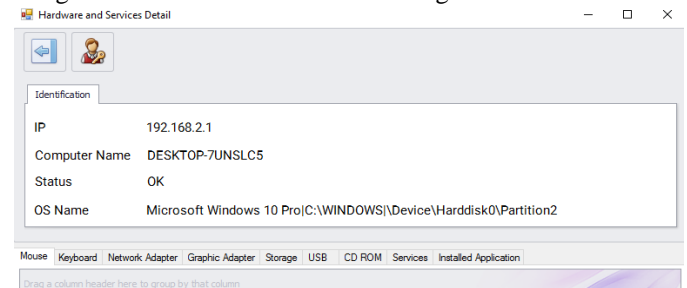 Hardware and Services Detail
Identification
IP 192.168.2.1
Computer Name DESKTOP-7UNSLC5
Status OK
OS Name Microsoft Windows 10 Pro|C:\WINDOWS|\Device\Harddisk0\Partition2
Mouse Keyboard Network Adapter Graphic Adapter Storage USB CD ROM Services Installed Application
Drag a column header here to group by that column